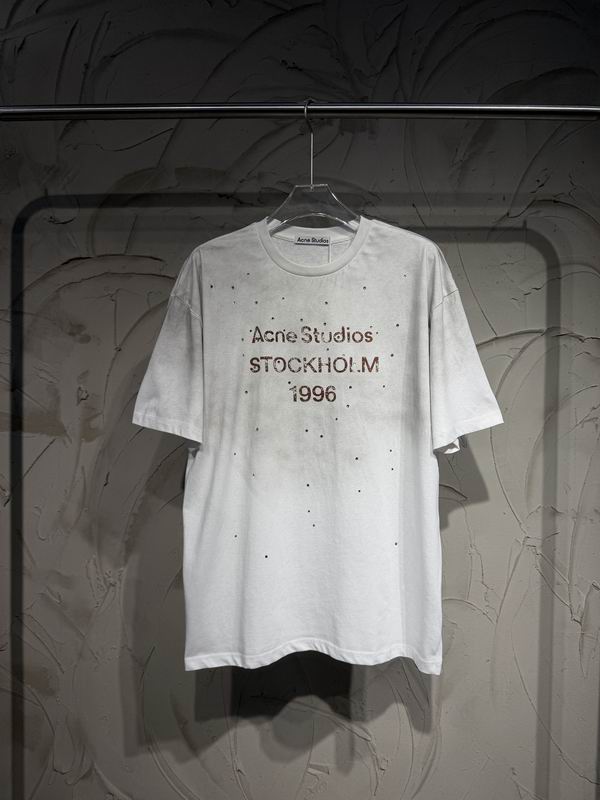 Acne Studios
Acne Studios
STOCKHOLM
1996